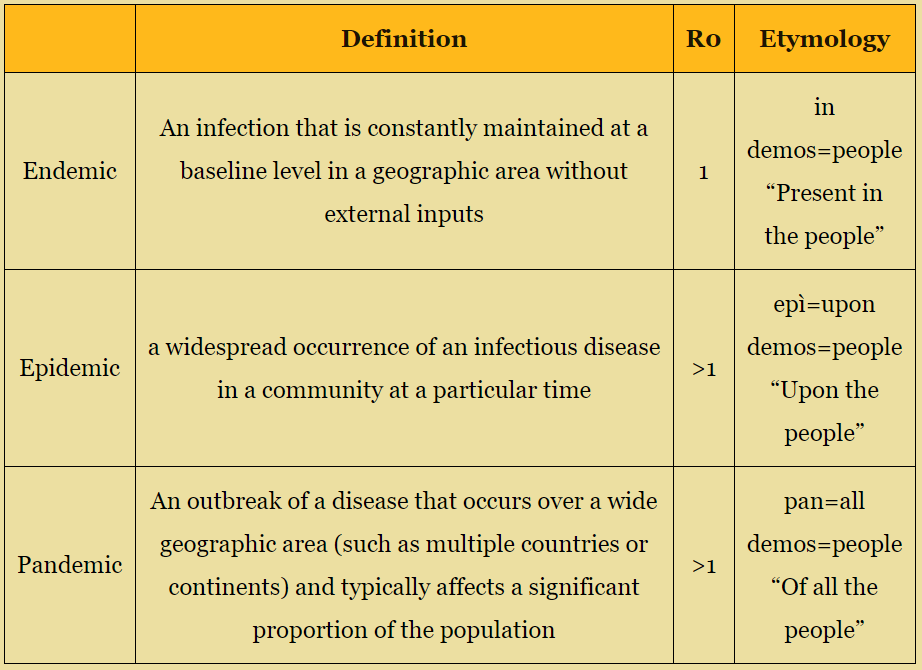 Definition Ro Etymology
Endemic
An infection that is constantly maintained at a
baseline level in a geographic area without
external inputs
1
in
demos=people
“Present in
the people”
Epidemic
a widespread occurrence of an infectious disease
in a community at a particular time
>1
epì=upon
demos=people
“Upon the
people”
Pandemic
An outbreak of a disease that occurs over a wide
geographic area (such as multiple countries or
continents) and typically affects a significant
proportion of the population
>1
pan=all
demos=people
“Of all the
people”